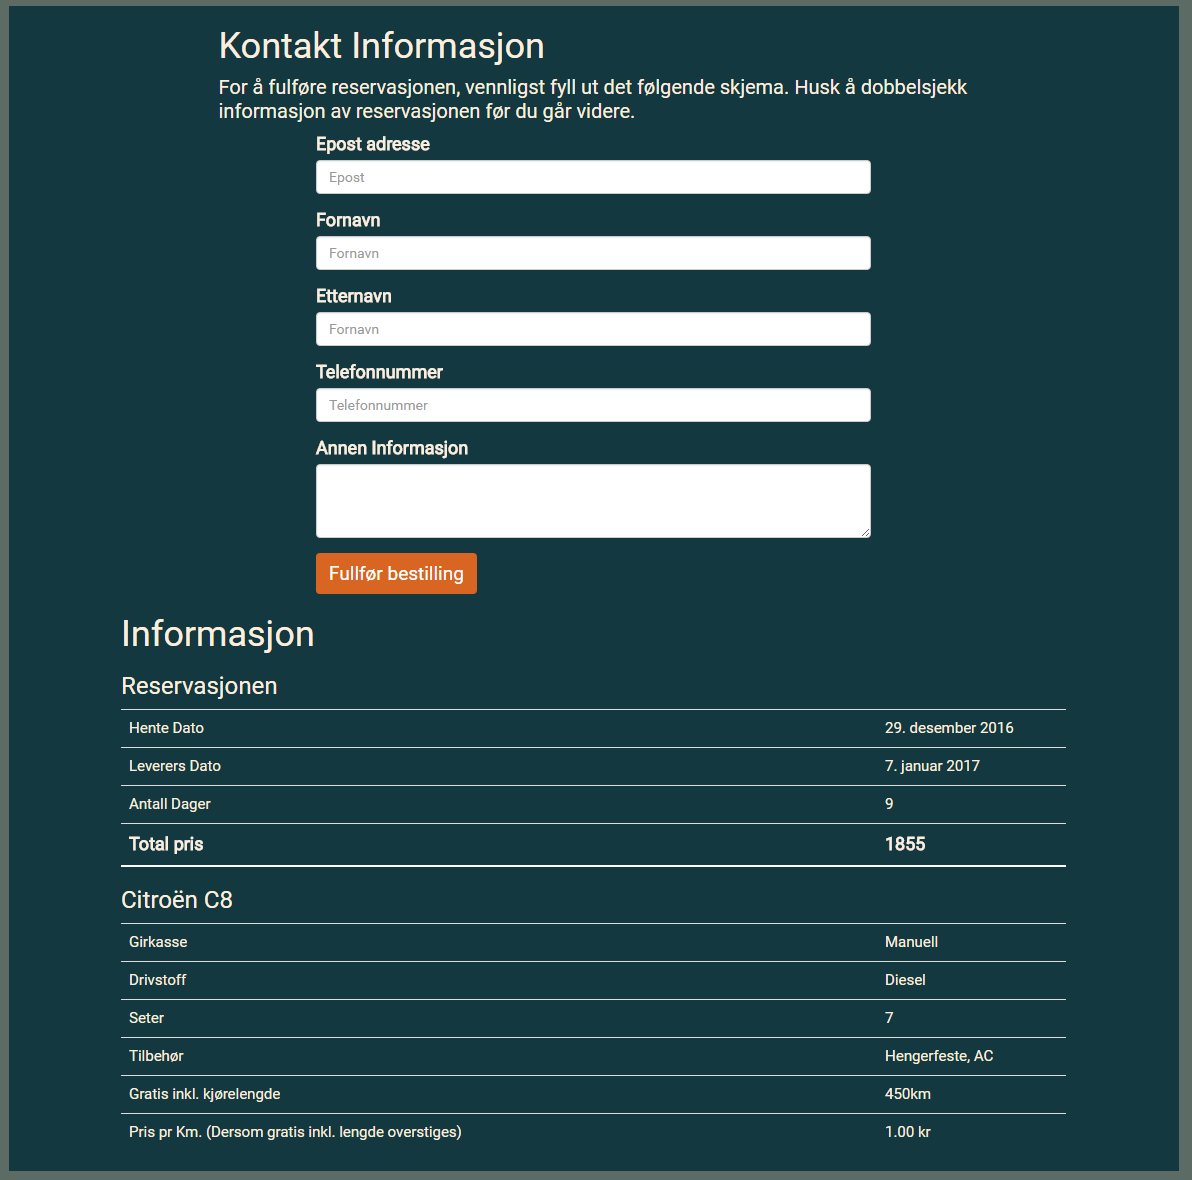 Kontakt Informasjon
For å fulføre reservasjonen, vennligst fyll ut det følgende skjema. Husk å dobbelsjekk
informasjon av reservasjonen før du går videre.
Epost adresse
Epost
Fornavn
Fornavn
Etternavn
Fornavn
Telefonnummer
Telefonnummer
Annen Informasjon
Fullfør bestilling
Informasjon
Reservasjonen
Hente Dato 29. desember 2016
Leverers Dato 7. januar 2017
Antall Dager 9
Total pris 1855
Citroën C8
Girkasse Manuell
Drivstoff Diesel
Seter 7
Tilbehør Hengerfeste, AC
Gratis inkl. kjørelengde 450km
Pris pr Km. (Dersom gratis inkl. lengde overstiges) 1.00 kr